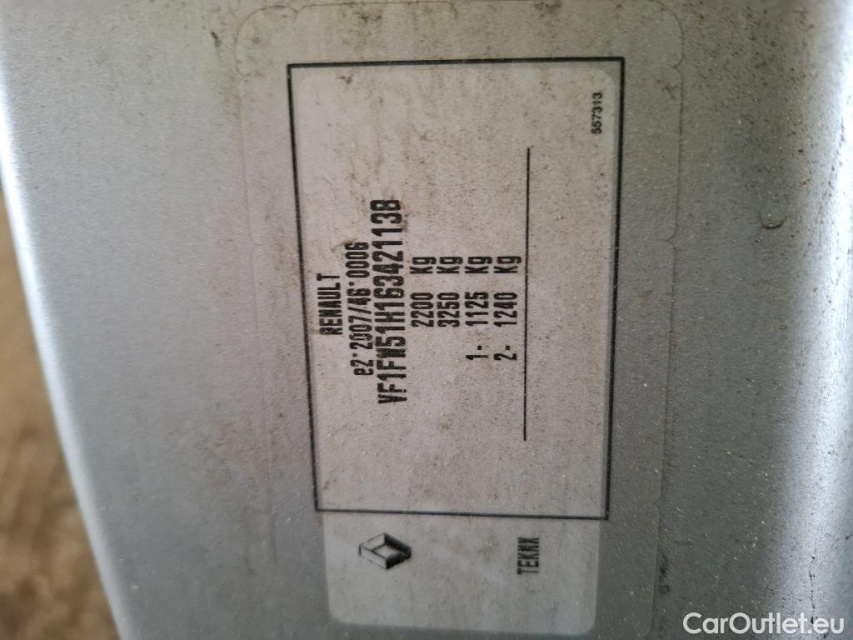 RENAULT
e2*2007/46*0006
VF1FW51H163421138
2200 Kg
3250 Kg
1- 1125 Kg
2- 1240 Kg
557313
TEKNX
CarOutlet.eu